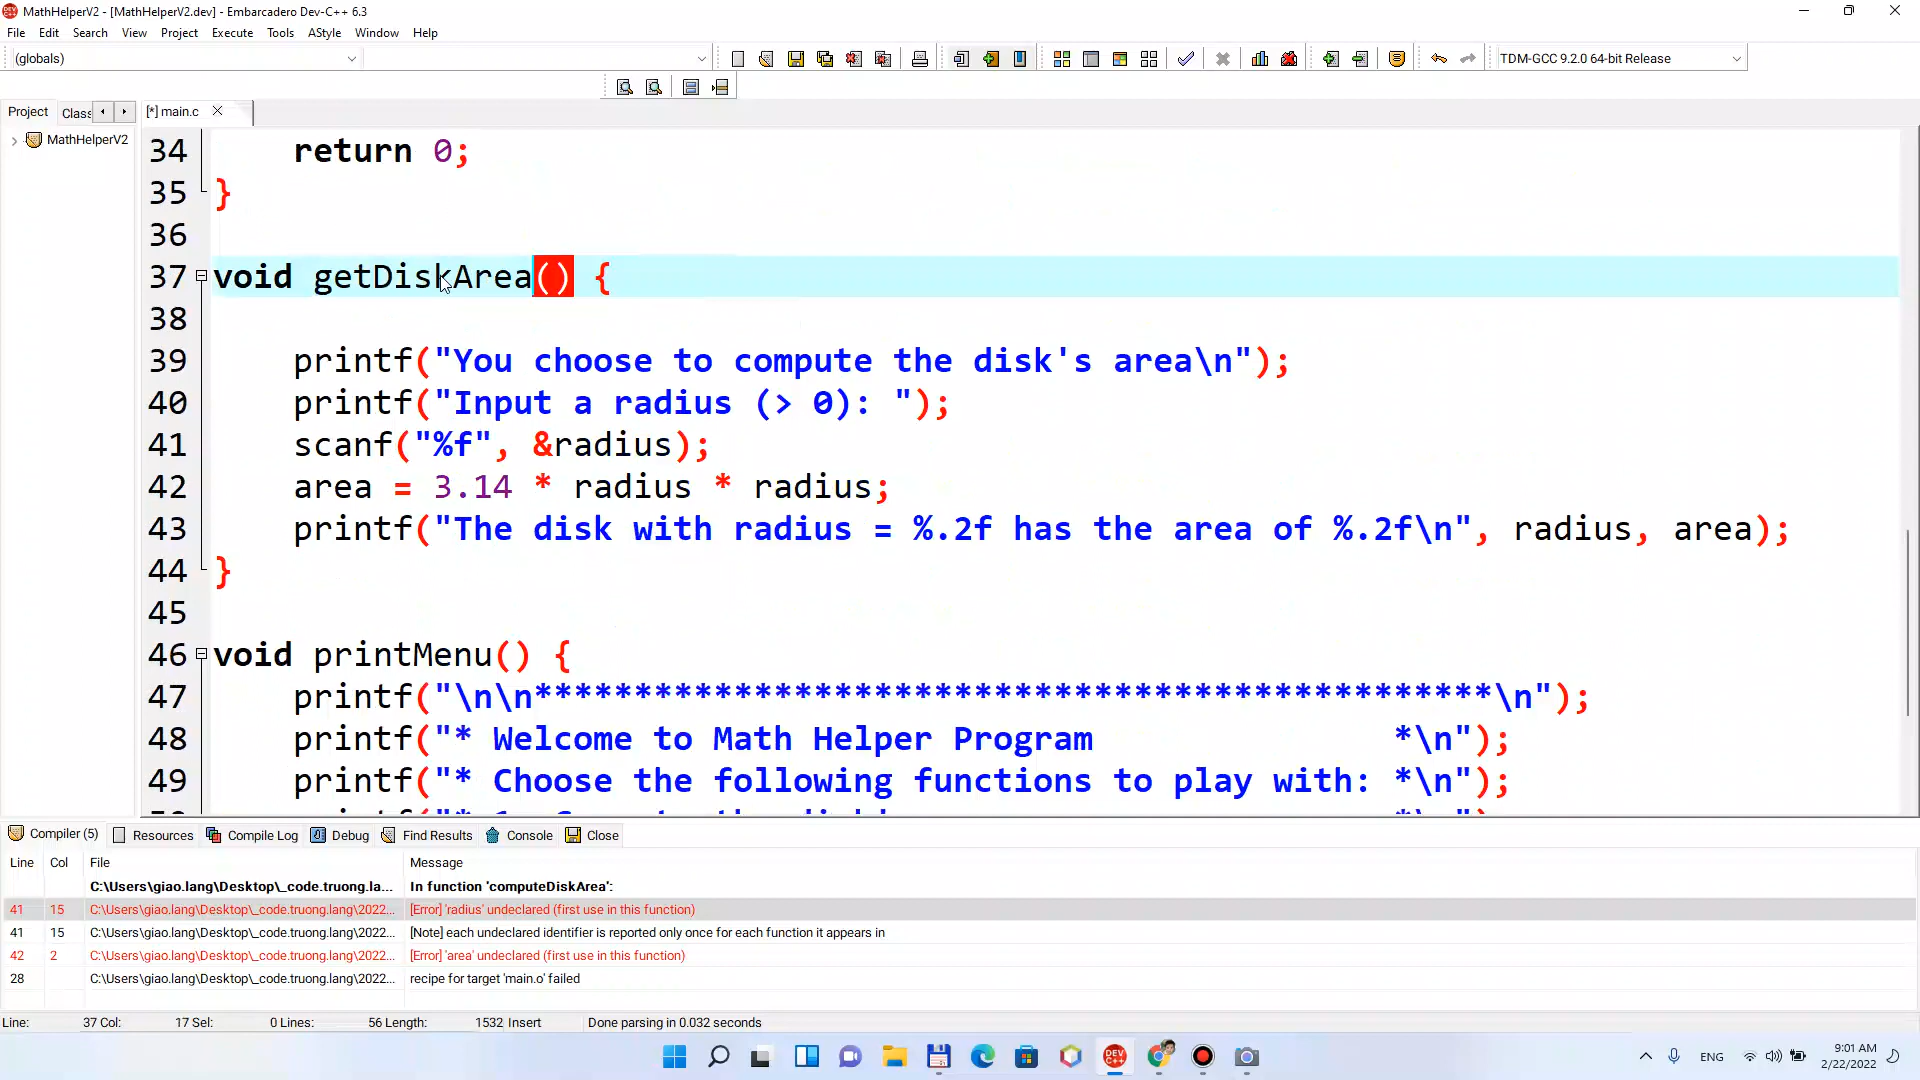 MathHelperV2 - [MathHelperV2.dev] - Embarcadero Dev-C++ 6.3
File Edit Search View Project Execute Tools AStyle Window Help
(globals)
TDM-GCC 9.2.0 64-bit Release
Project Class
[*] main.c
MathHelperV2
34 return 0;
35 }
36
37 void getDiskArea() {
38
39 printf("You choose to compute the disk's area\n");
40 printf("Input a radius (> 0): ");
41 scanf("%f", &radius);
42 area = 3.14 * radius * radius;
43 printf("The disk with radius = %.2f has the area of %.2f\n", radius, area);
44 }
45
46 void printMenu() {
47 printf("\n\n************************************************\n");
48 printf("* Welcome to Math Helper Program *\n");
49 printf("* Choose the following functions to play with: *\n");
Compiler (5) Resources Compile Log Debug Find Results Console Close
Line Col File Message
C:\Users\giao.lang\Desktop\_code.truong.la... In function 'computeDiskArea':
41 15 C:\Users\giao.lang\Desktop\_code.truong.lang\2022... [Error] 'radius' undeclared (first use in this function)
41 15 C:\Users\giao.lang\Desktop\_code.truong.lang\2022... [Note] each undeclared identifier is reported only once for each function it appears in
42 2 C:\Users\giao.lang\Desktop\_code.truong.lang\2022... [Error] 'area' undeclared (first use in this function)
28 C:\Users\giao.lang\Desktop\_code.truong.lang\2022... recipe for target 'main.o' failed
Line: 37 Col: 17 Sel: 0 Lines: 56 Length: 1532 Insert Done parsing in 0.032 seconds
DEV C++
ENG
9:01 AM
2/22/2022